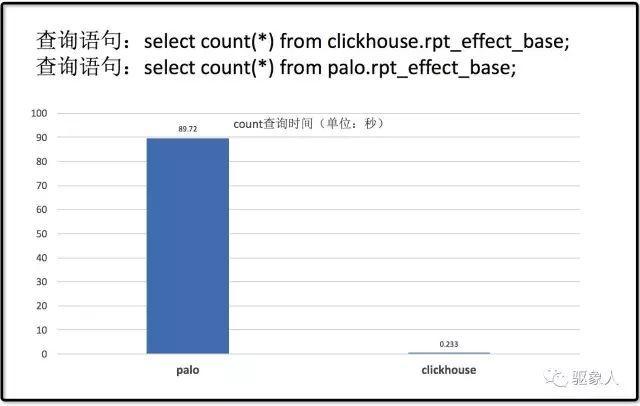 查询语句：select count(*) from clickhouse.rpt_effect_base;
查询语句：select count(*) from palo.rpt_effect_base;
count查询时间（单位：秒）
100
90
80
70
60
50
40
30
20
10
0
89.72
0.233
palo
clickhouse
驱象人